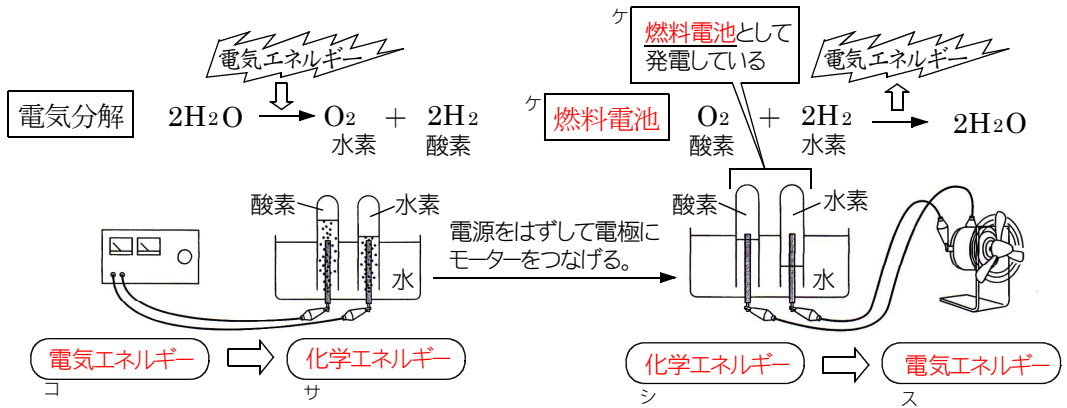 電気エネルギー
電気分解
2H2O → O2 + 2H2
水素 酸素
ケ
燃料電池として
発電している
電気エネルギー
ケ
燃料電池
O2 + 2H2 → 2H2O
酸素 水素
酸素
水素
水
電源をはずして電極に
モーターをつなげる。
酸素
水素
水
電気エネルギー
コ
化学エネルギー
サ
化学エネルギー
シ
電気エネルギー
ス